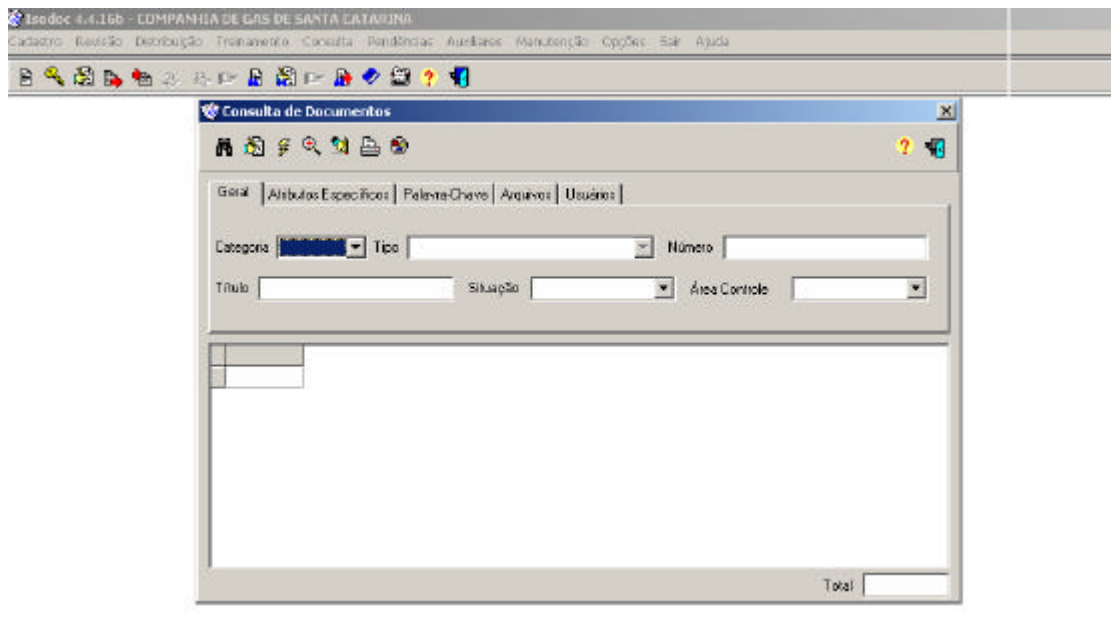 Isodoc 4.4.16b - COMPANHIA DE GAS DE SANTA CATARINA
Cadastro Revisão Distribuição Treinamento Consulta Pendências Auxiliares Manutenção Opções Sair Ajuda
Consulta de Documentos
Geral Atributos Específicos Palavra-Chave Arquivos Usuários
Categoria Tipo Número
Título Situação Área Controle
Total